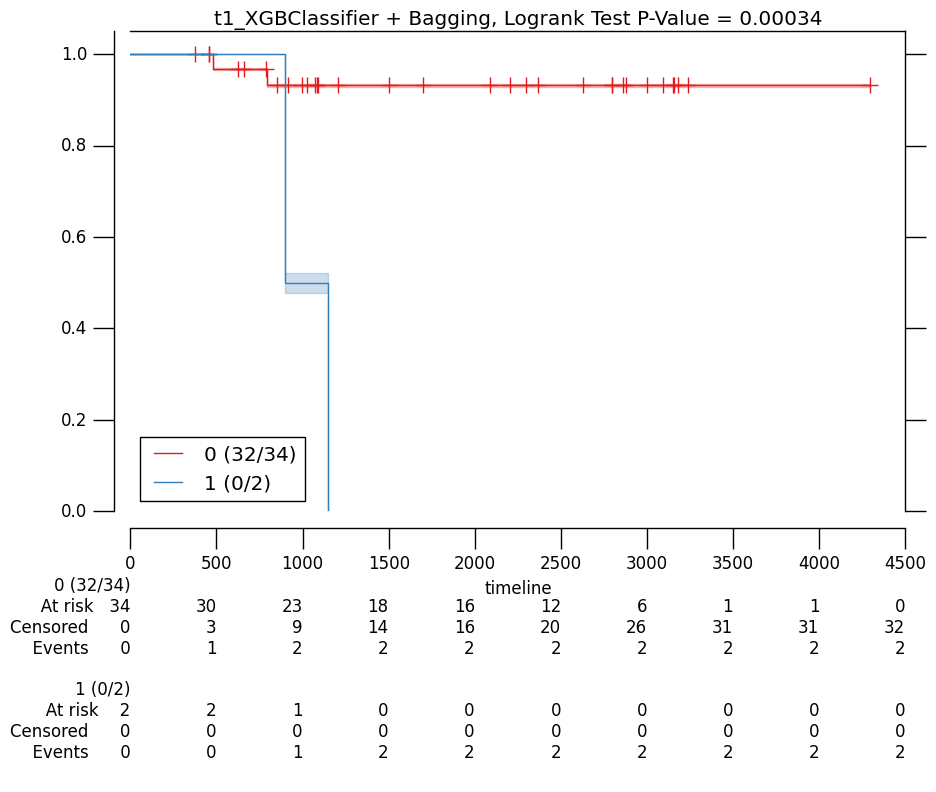 t1_XGBClassifier + Bagging, Logrank Test P-Value = 0.00034
1.0
0.8
0.6
0.4
0.2
0.0
0 (32/34)
1 (0/2)
0 500 1000 1500 2000 2500 3000 3500 4000 4500
timeline
0 (32/34)
At risk 34 30 23 18 16 12 6 1 1 0
Censored 0 3 9 14 16 20 26 31 31 32
Events 0 1 2 2 2 2 2 2 2 2
1 (0/2)
At risk 2 2 1 0 0 0 0 0 0 0
Censored 0 0 0 0 0 0 0 0 0 0
Events 0 0 1 2 2 2 2 2 2 2